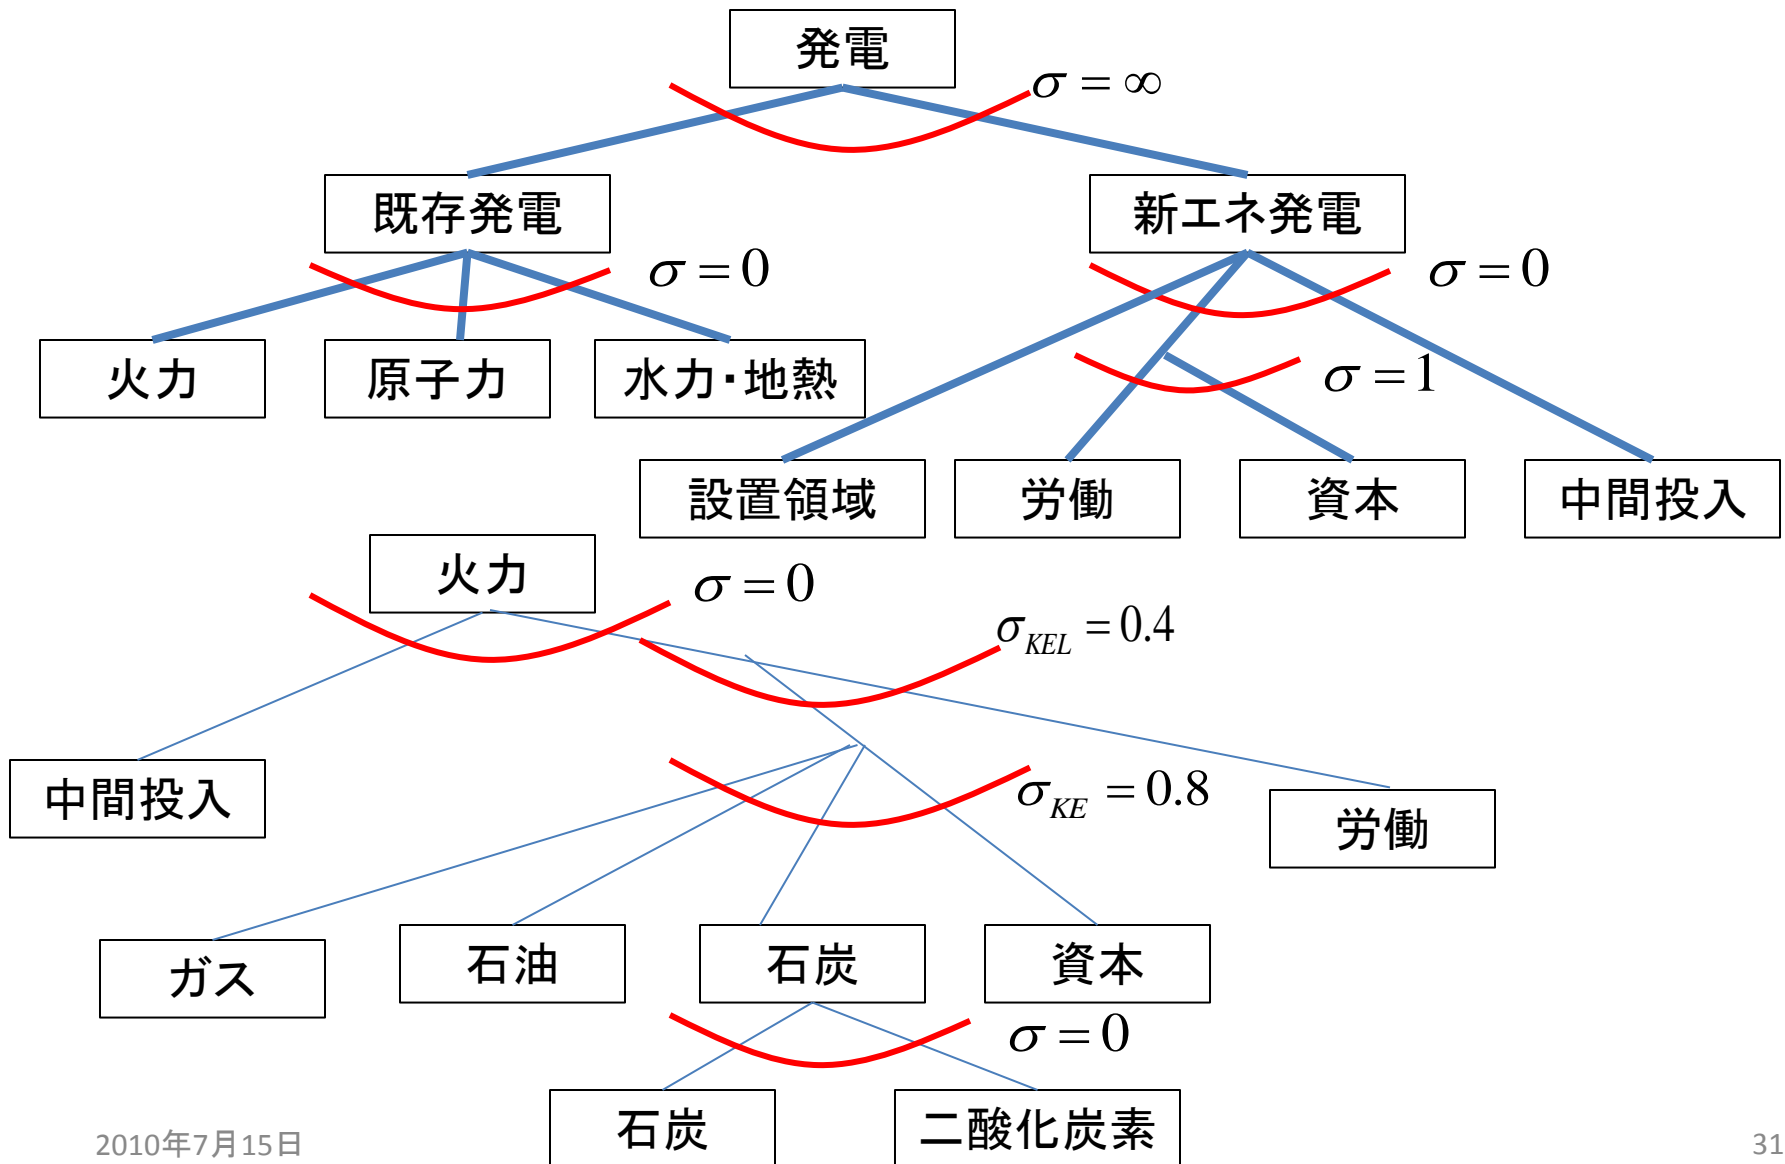 発電
σ = ∞
既存発電
新エネ発電
σ = 0
σ = 0
火力
原子力
水力・地熱
σ = 1
設置領域
労働
資本
中間投入
火力
σ = 0
σ_KEL = 0.4
中間投入
σ_KE = 0.8
労働
ガス
石油
石炭
資本
σ = 0
石炭
二酸化炭素
2010年7月15日
31